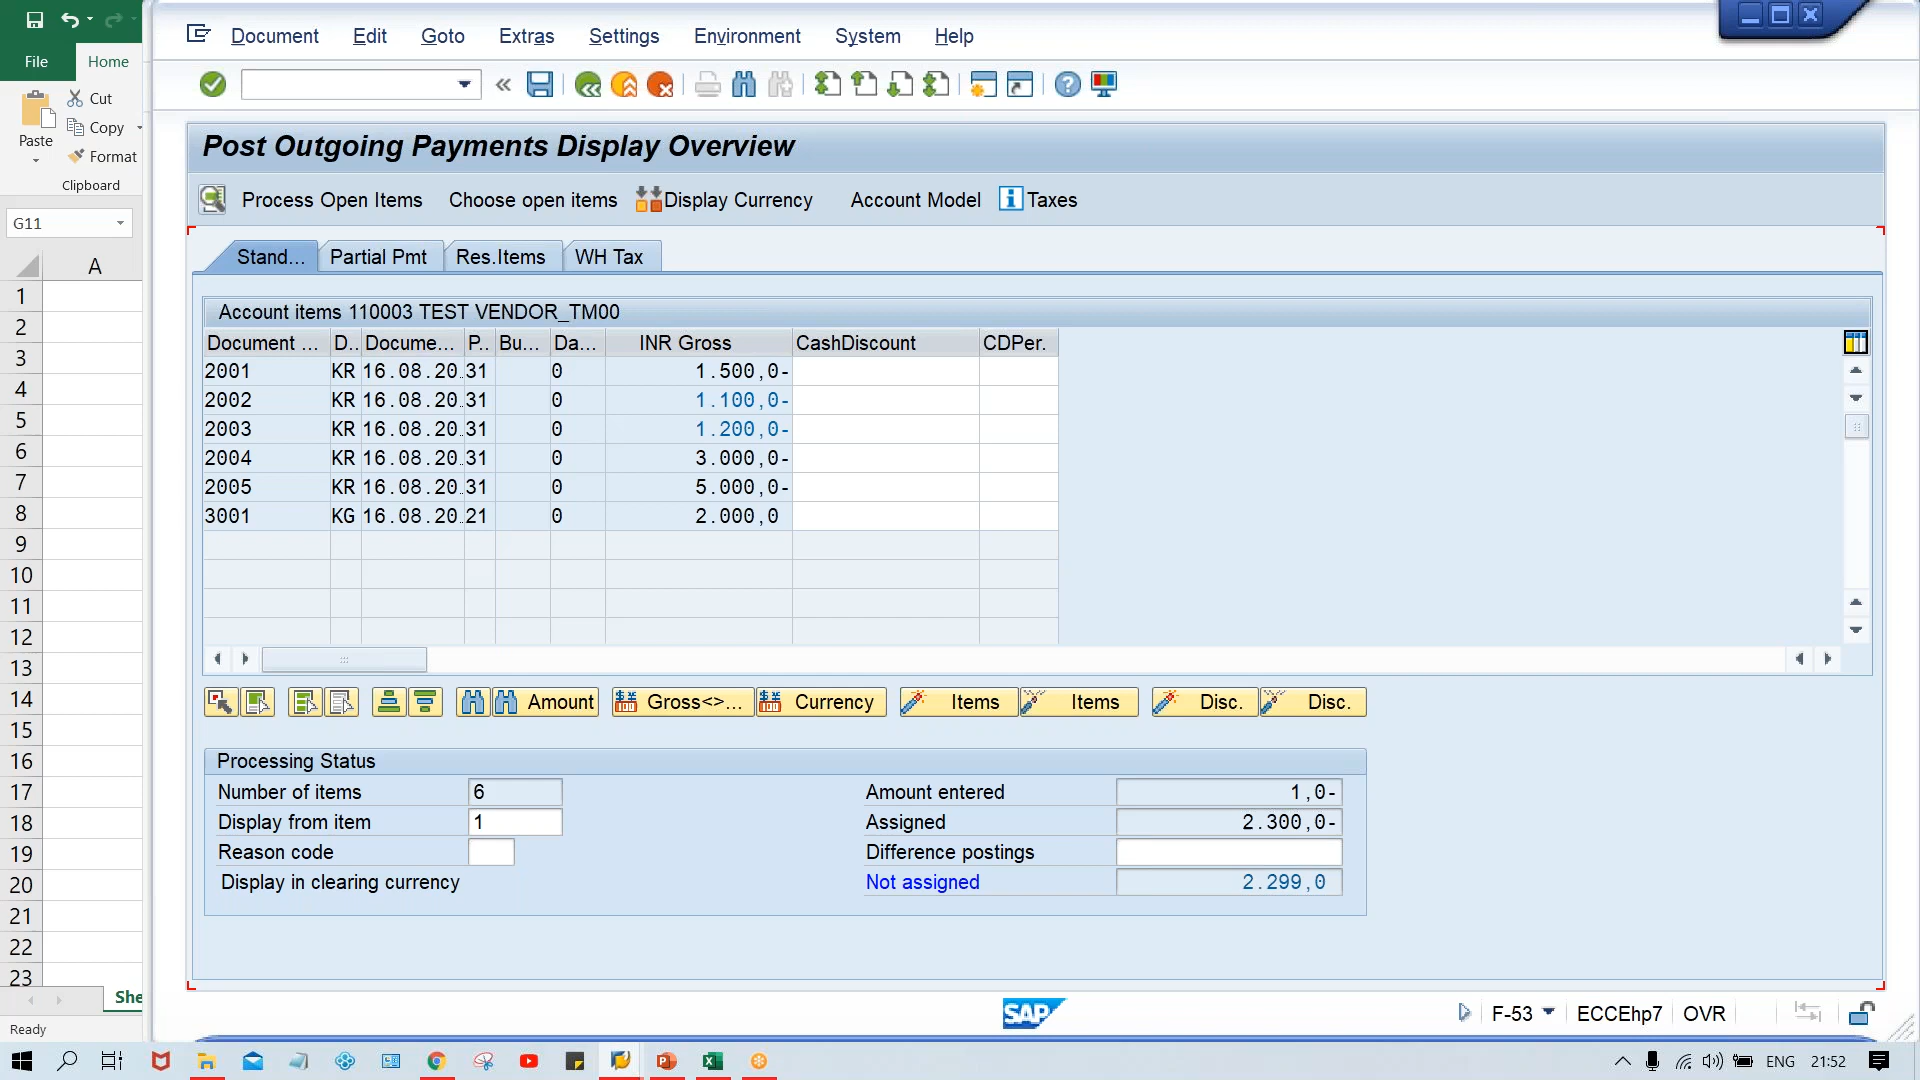 Document Edit Goto Extras Settings Environment System Help
File Home
Cut
Copy
Paste
Format
Clipboard
G11
A
1
2
3
4
5
6
7
8
9
10
11
12
13
14
15
16
17
18
19
20
21
22
23
She
Ready
Post Outgoing Payments Display Overview
Process Open Items Choose open items Display Currency Account Model Taxes
Stand... Partial Pmt Res.Items WH Tax
Account items 110003 TEST VENDOR_TM00
Document ... D.. Docume... P.. Bu... Da... INR Gross CashDiscount CDPer.
2001 KR 16.08.20. 31 0 1.500,0-
2002 KR 16.08.20. 31 0 1.100,0-
2003 KR 16.08.20. 31 0 1.200,0-
2004 KR 16.08.20. 31 0 3.000,0-
2005 KR 16.08.20. 31 0 5.000,0-
3001 KG 16.08.20. 21 0 2.000,0
Amount Gross<>... Currency Items Items Disc. Disc.
Processing Status
Number of items 6 Amount entered 1,0-
Display from item 1 Assigned 2.300,0-
Reason code Difference postings
Display in clearing currency Not assigned 2.299,0
SAP F-53 ECCEhp7 OVR
ENG 21:52